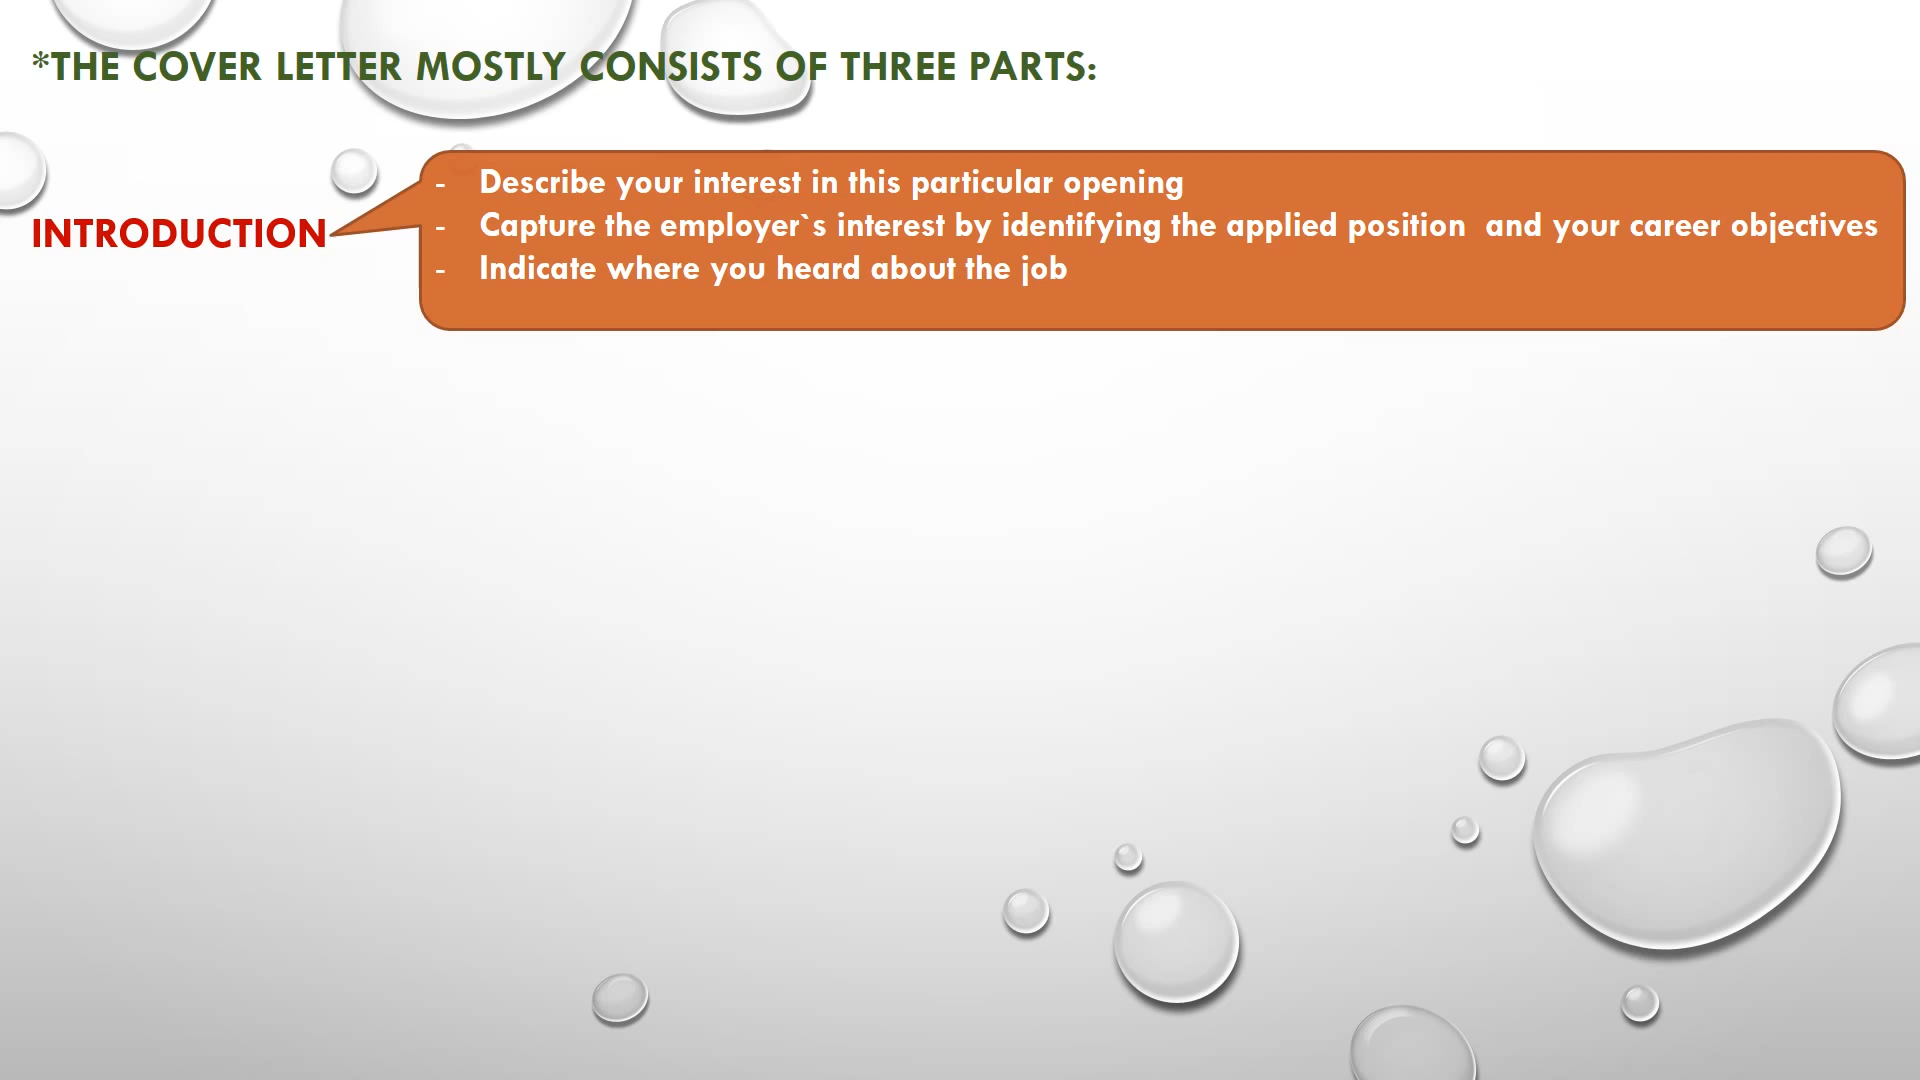 *THE COVER LETTER MOSTLY CONSISTS OF THREE PARTS:
- Describe your interest in this particular opening
INTRODUCTION
- Capture the employer`s interest by identifying the applied position  and your career objectives
- Indicate where you heard about the job